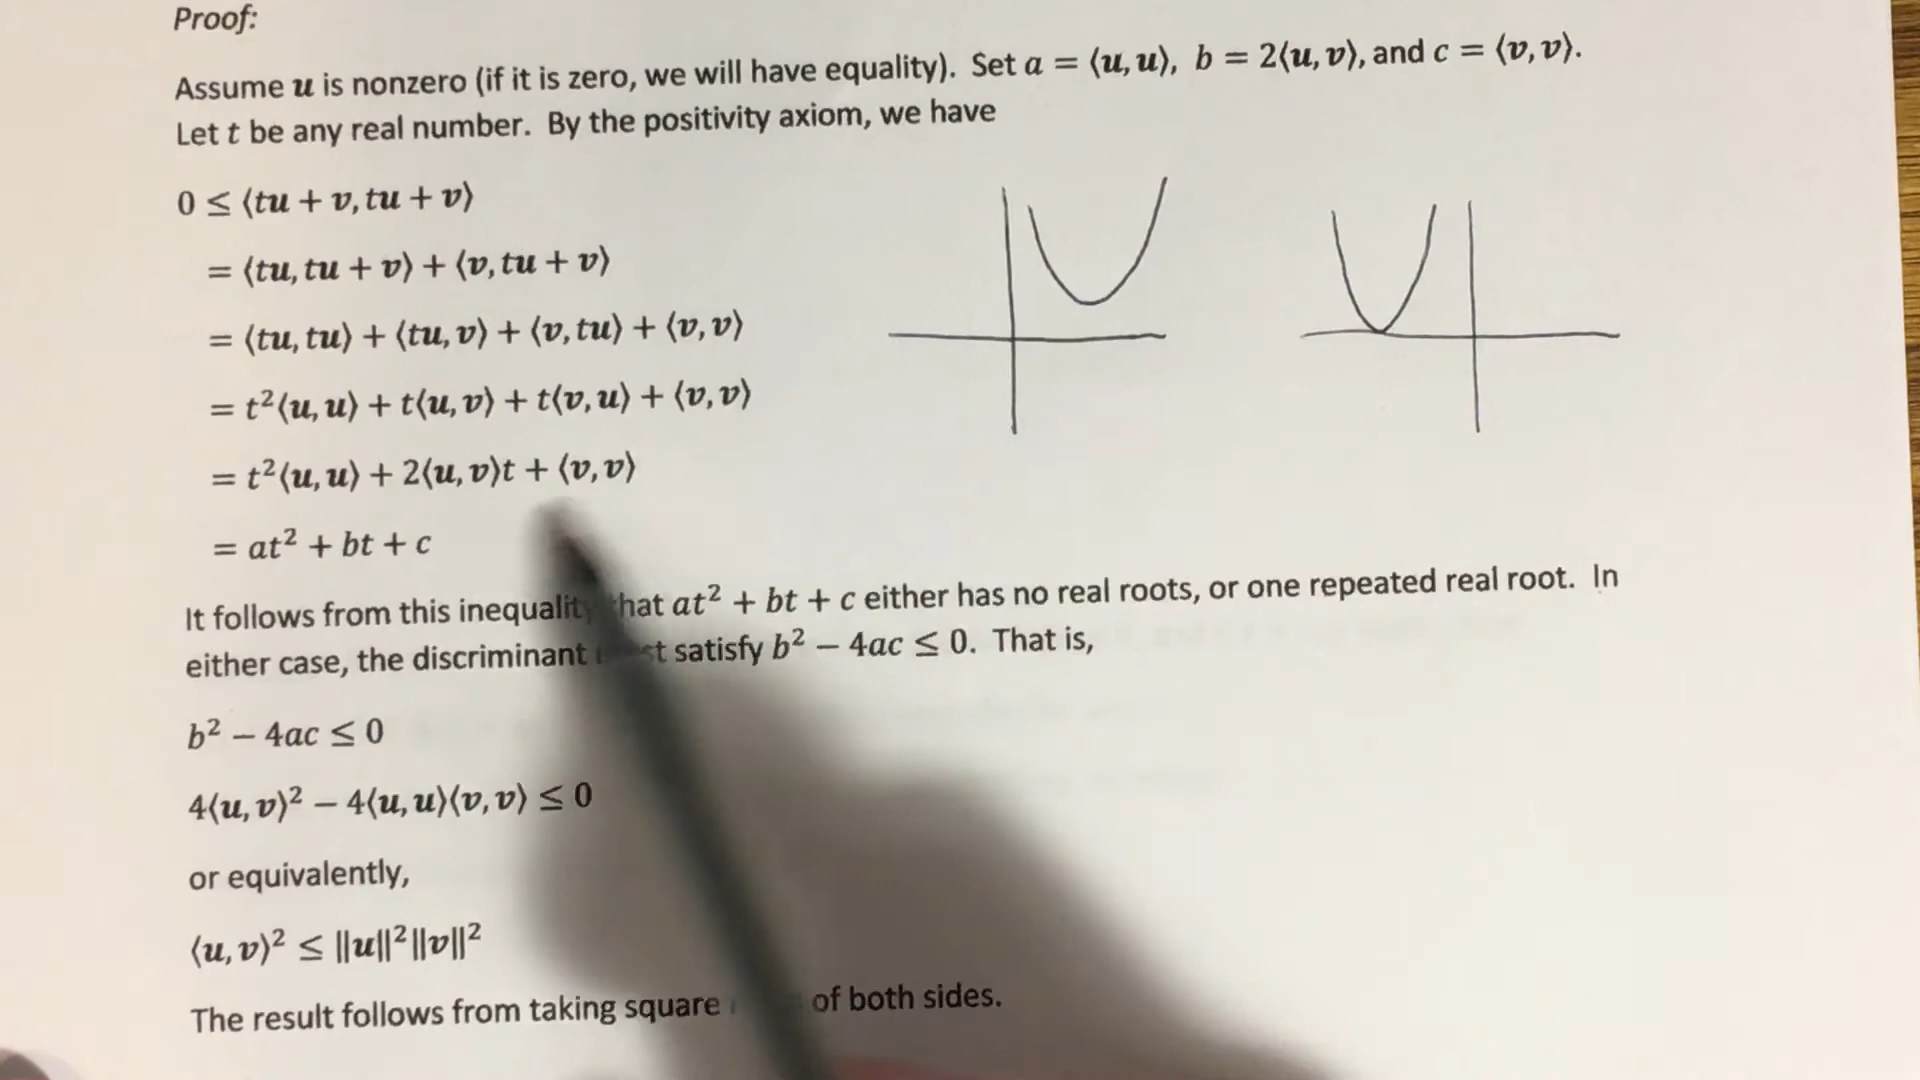 Proof:
Assume u is nonzero (if it is zero, we will have equality). Set a = ⟨u, u⟩, b = 2⟨u, v⟩, and c = ⟨v, v⟩.
Let t be any real number. By the positivity axiom, we have
0 ≤ ⟨tu + v, tu + v⟩
= ⟨tu, tu + v⟩ + ⟨v, tu + v⟩
= ⟨tu, tu⟩ + ⟨tu, v⟩ + ⟨v, tu⟩ + ⟨v, v⟩
= t²⟨u, u⟩ + t⟨u, v⟩ + t⟨v, u⟩ + ⟨v, v⟩
= t²⟨u, u⟩ + 2⟨u, v⟩t + ⟨v, v⟩
= at² + bt + c
It follows from this inequality that at² + bt + c either has no real roots, or one repeated real root. In
either case, the discriminant satisfy b² − 4ac ≤ 0. That is,
b² − 4ac ≤ 0
4⟨u, v⟩² − 4⟨u, u⟩⟨v, v⟩ ≤ 0
or equivalently,
⟨u, v⟩² ≤ ‖u‖²‖v‖²
The result follows from taking square of both sides.